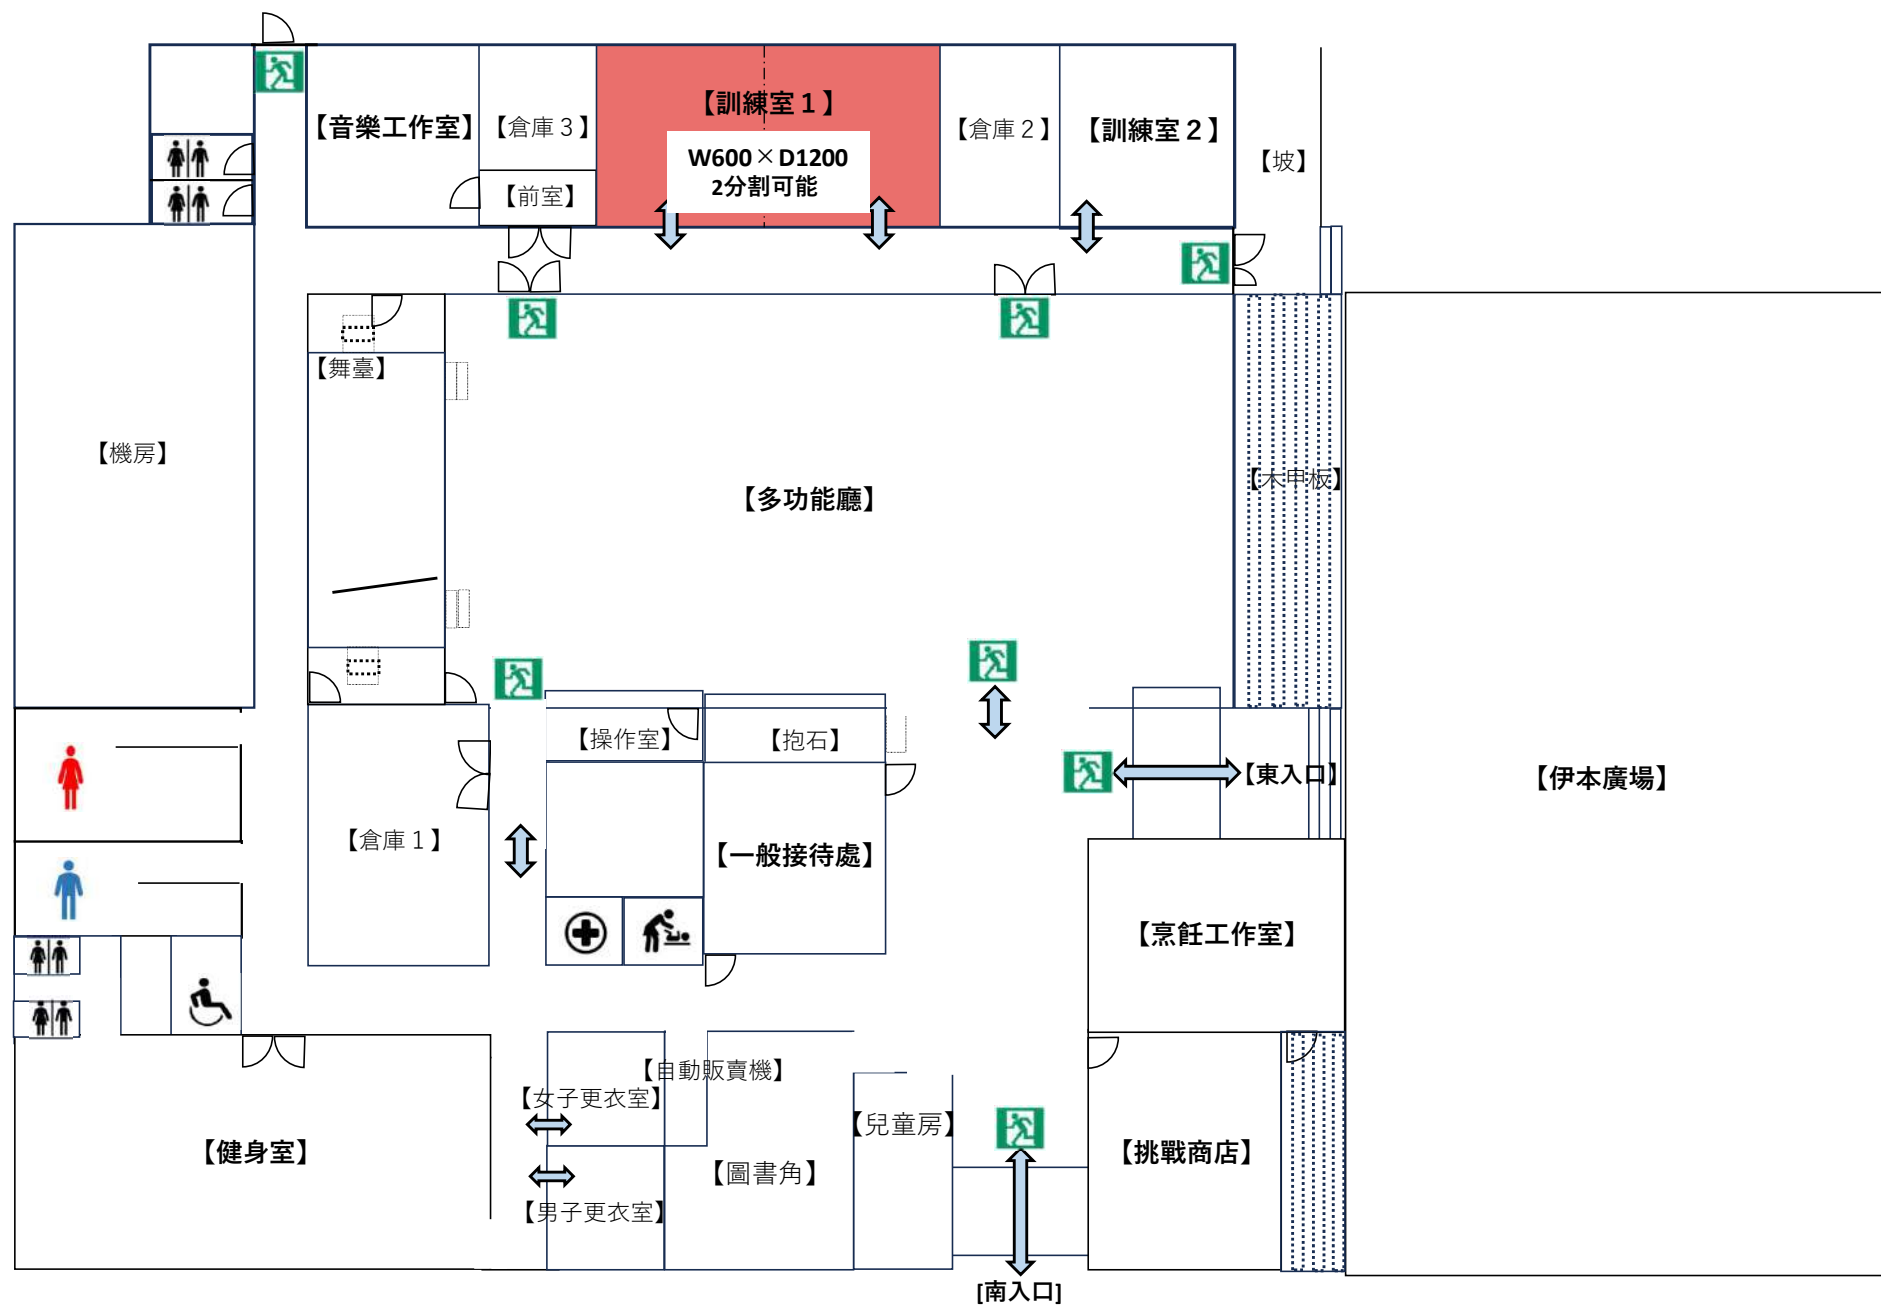 【音樂工作室】
【倉庫３】
【前室】
【訓練室１】
W600×D1200
2分割可能
【倉庫２】
【訓練室２】
【坡】
【舞臺】
【機房】
【多功能廳】
【木甲板】
【操作室】
【抱石】
【東入口】
【伊本廣場】
【倉庫１】
【一般接待處】
【烹飪工作室】
【自動販賣機】
【女子更衣室】
【兒童房】
【健身室】
【圖書角】
【挑戰商店】
【男子更衣室】
[南入口]